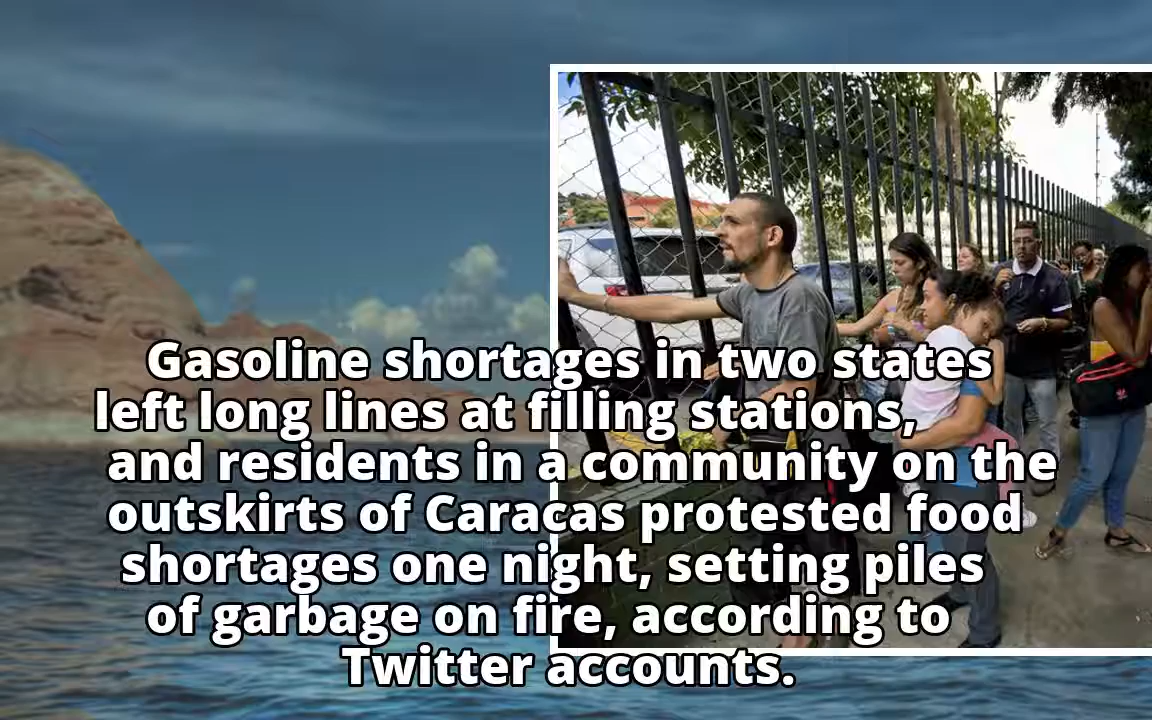 Gasoline shortages in two states
left long lines at filling stations,
and residents in a community on the
outskirts of Caracas protested food
shortages one night, setting piles
of garbage on fire, according to
Twitter accounts.